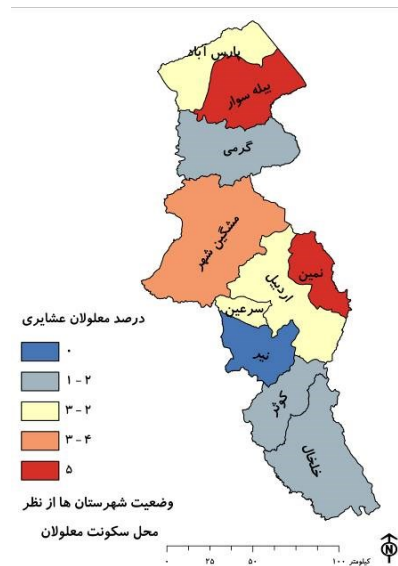 پارس آباد
بیله سوار
گرمی
مشگین شهر
نمین
اردبیل
سرعین
نیر
کوثر
خلخال
درصد معلولان عشایری
۰
۱ - ۲
۳ - ۲
۳ - ۴
۵
وضعیت شهرستان ها از نظر
محل سکونت معلولان
۰ ۲۵ ۵۰ ۱۰۰ کیلومتر
N